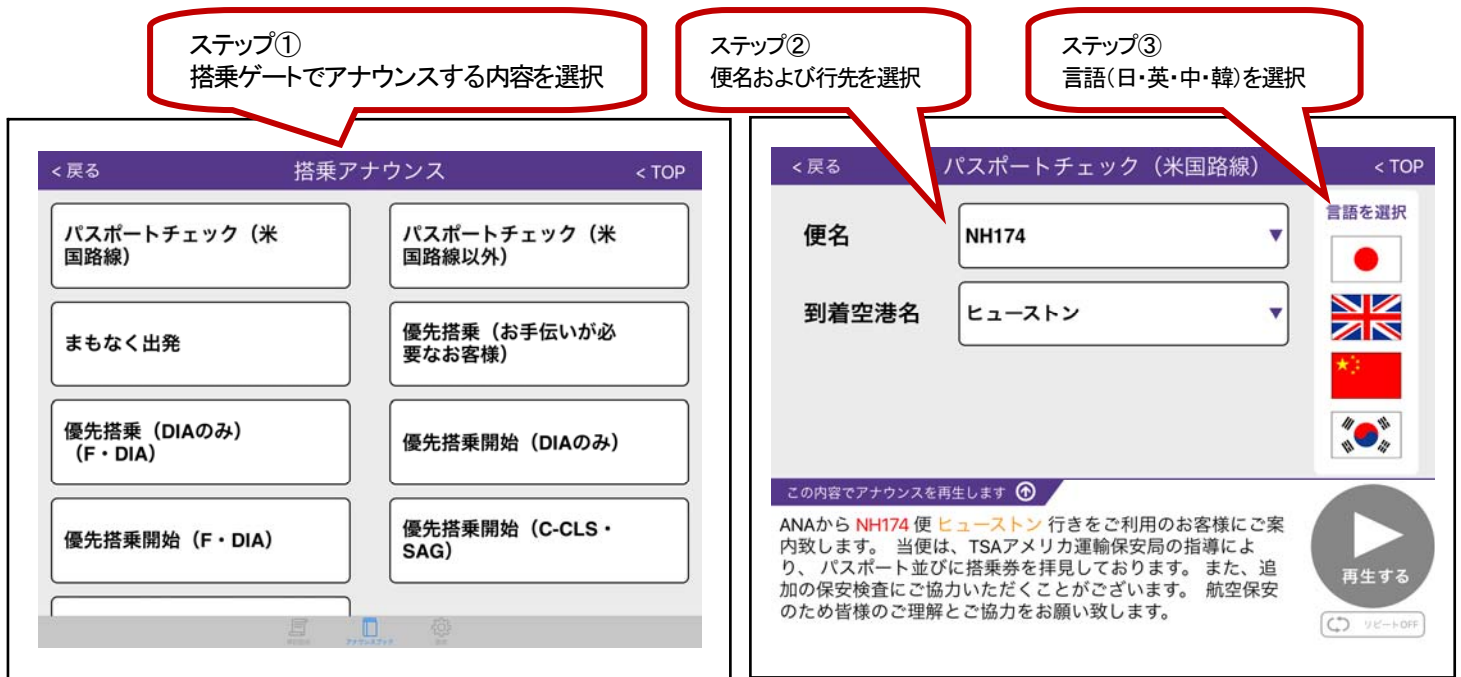 ステップ①
搭乗ゲートでアナウンスする内容を選択
ステップ②
便名および行先を選択
ステップ③
言語(日・英・中・韓)を選択
< 戻る
搭乗アナウンス
< TOP
パスポートチェック（米
国路線）
パスポートチェック（米
国路線以外）
まもなく出発
優先搭乗（お手伝いが必
要なお客様）
優先搭乗（DIAのみ）
（F・DIA）
優先搭乗開始（DIAのみ）
優先搭乗開始（F・DIA）
優先搭乗開始（C-CLS・
SAG）
アナウンスブック
< 戻る
パスポートチェック（米国路線）
< TOP
便名
NH174
▼
到着空港名
ヒューストン
▼
言語を選択
この内容でアナウンスを再生します
ANAから NH174 便 ヒューストン 行きをご利用のお客様にご案
内致します。 当便は、TSAアメリカ運輸保安局の指導によ
り、 パスポート並びに搭乗券を拝見しております。 また、追
加の保安検査にご協力いただくことがございます。 航空保安
のため皆様のご理解とご協力をお願い致します。
再生する
リピートOFF